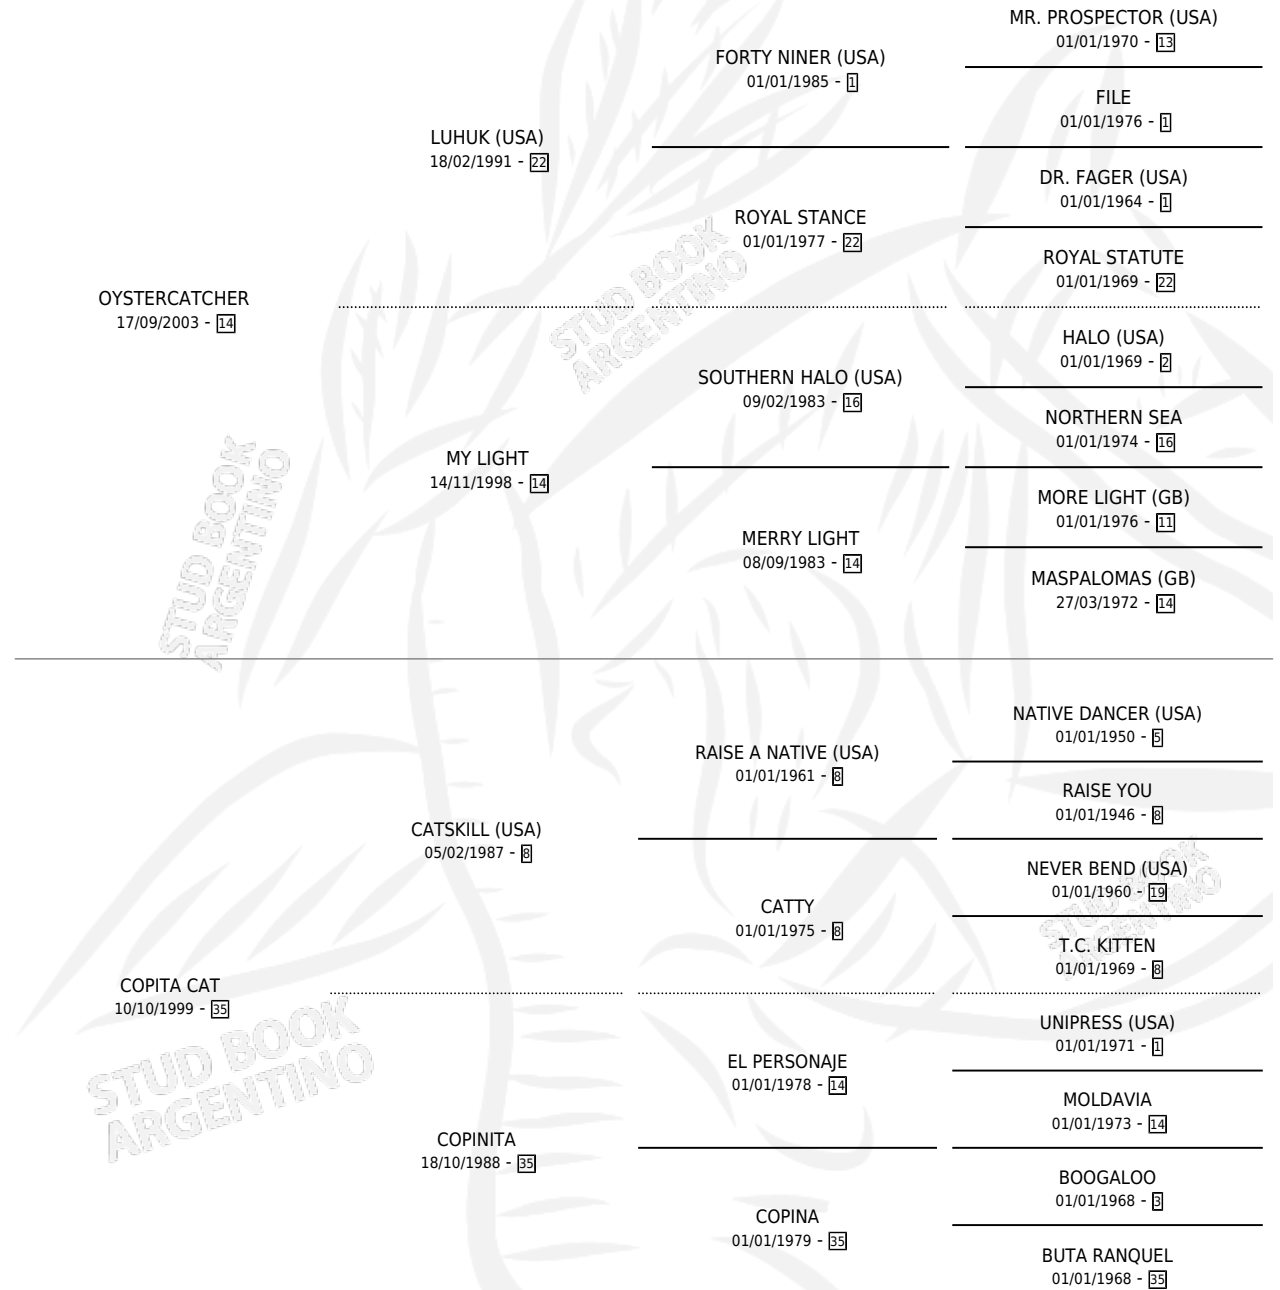 MR. PROSPECTOR (USA)
01/01/1970 - 13
FORTY NINER (USA)
01/01/1985 - 1
FILE
01/01/1976 - 1
LUHUK (USA)
18/02/1991 - 22
DR. FAGER (USA)
01/01/1964 - 1
ROYAL STANCE
01/01/1977 - 22
ROYAL STATUTE
01/01/1969 - 22
OYSTERCATCHER
17/09/2003 - 14
HALO (USA)
01/01/1969 - 2
SOUTHERN HALO (USA)
09/02/1983 - 16
NORTHERN SEA
01/01/1974 - 16
MY LIGHT
14/11/1998 - 14
MORE LIGHT (GB)
01/01/1976 - 11
MERRY LIGHT
08/09/1983 - 14
MASPALOMAS (GB)
27/03/1972 - 14
STUD BOOK
ARGENTINO
STUD BOOK
ARGENTINO
NATIVE DANCER (USA)
01/01/1950 - 5
RAISE A NATIVE (USA)
01/01/1961 - 8
RAISE YOU
01/01/1946 - 8
CATSKILL (USA)
05/02/1987 - 8
NEVER BEND (USA)
01/01/1960 - 19
CATTY
01/01/1975 - 8
T.C. KITTEN
01/01/1969 - 8
COPITA CAT
10/10/1999 - 35
UNIPRESS (USA)
01/01/1971 - 1
EL PERSONAJE
01/01/1978 - 14
MOLDAVIA
01/01/1973 - 14
COPINITA
18/10/1988 - 35
BOOGALOO
01/01/1968 - 3
COPINA
01/01/1979 - 35
BUTA RANQUEL
01/01/1968 - 35
STUD BOOK
ARGENTINO
STUD BOOK
ARGENTINO